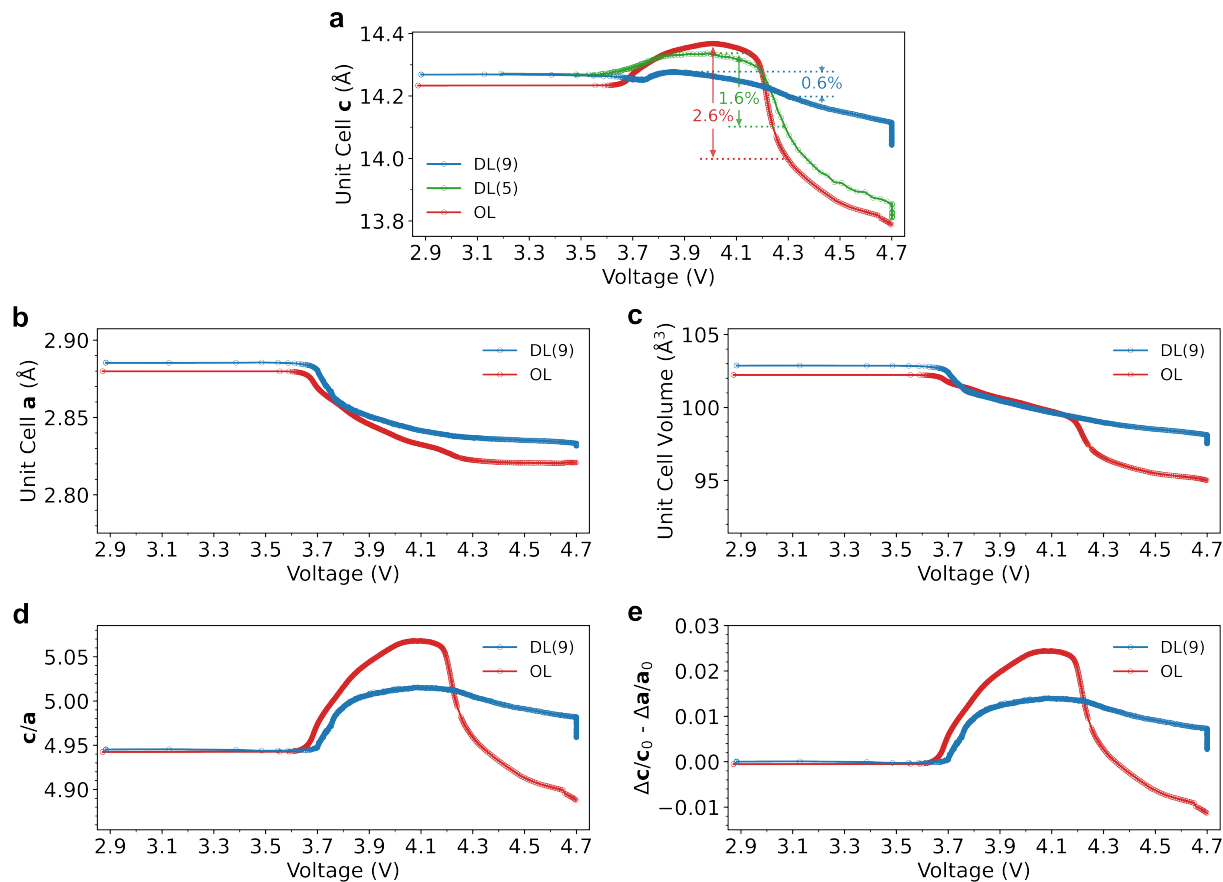 a
14.4
14.2
14.0
13.8
Unit Cell c (Å)
0.6%
1.6%
2.6%
DL(9)
DL(5)
OL
2.9 3.1 3.3 3.5 3.7 3.9 4.1 4.3 4.5 4.7
Voltage (V)
b
2.90
2.85
2.80
Unit Cell a (Å)
DL(9)
OL
2.9 3.1 3.3 3.5 3.7 3.9 4.1 4.3 4.5 4.7
Voltage (V)
c
105
100
95
Unit Cell Volume (Å³)
DL(9)
OL
2.9 3.1 3.3 3.5 3.7 3.9 4.1 4.3 4.5 4.7
Voltage (V)
d
5.05
5.00
4.95
4.90
c/a
DL(9)
OL
2.9 3.1 3.3 3.5 3.7 3.9 4.1 4.3 4.5 4.7
Voltage (V)
e
0.03
0.02
0.01
0.00
−0.01
Δc/c₀ - Δa/a₀
DL(9)
OL
2.9 3.1 3.3 3.5 3.7 3.9 4.1 4.3 4.5 4.7
Voltage (V)